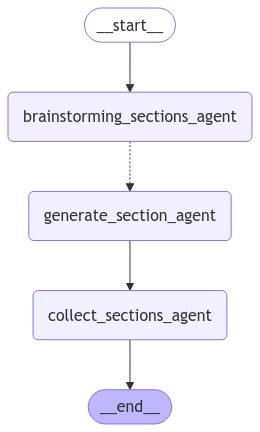 __start__
brainstorming_sections_agent
generate_section_agent
collect_sections_agent
__end__